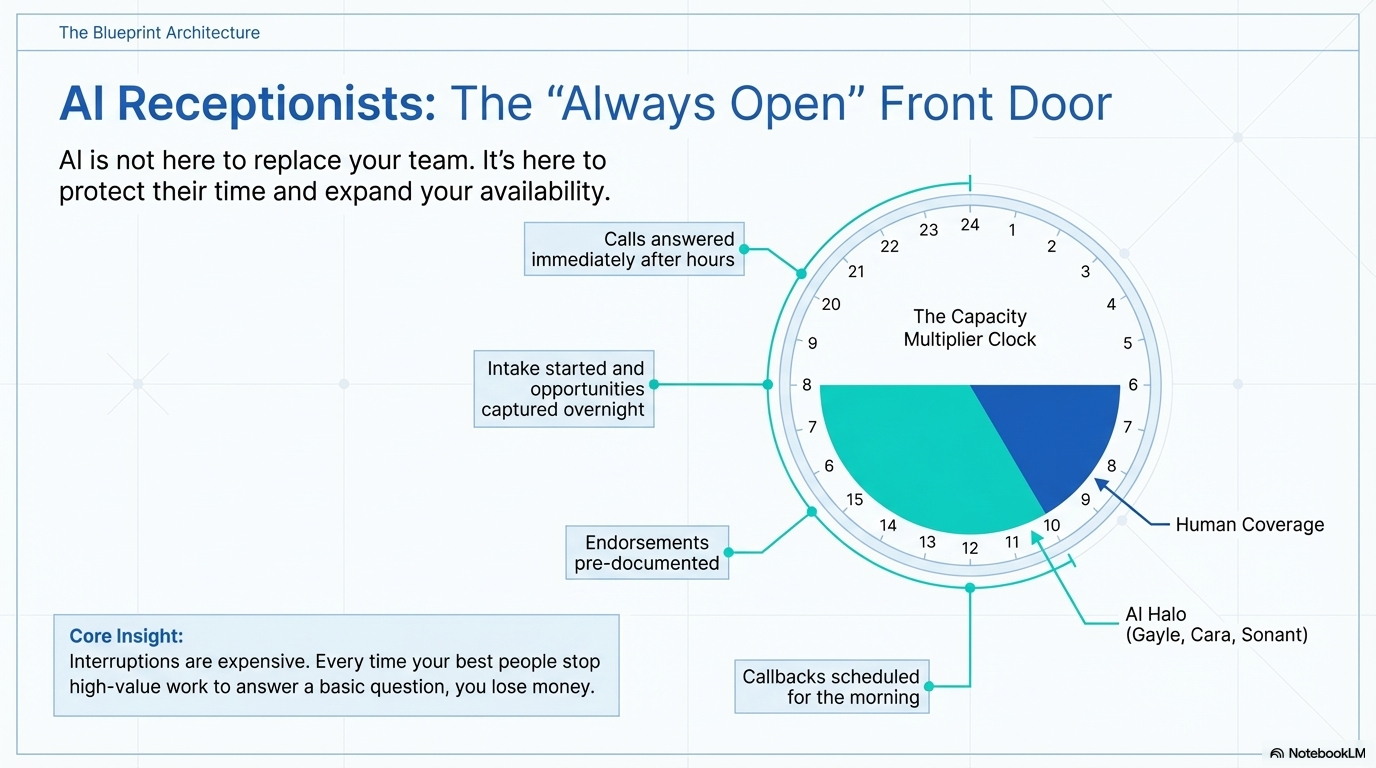 The Blueprint Architecture
AI Receptionists: The “Always Open” Front Door
AI is not here to replace your team. It’s here to
protect their time and expand your availability.
Calls answered
immediately after hours
Intake started and
opportunities
captured overnight
Endorsements
pre-documented
Callbacks scheduled
for the morning
The Capacity
Multiplier Clock
24
1
2
3
4
5
6
7
8
9
10
11
12
13
14
15
6
7
8
9
20
21
22
23
Human Coverage
AI Halo
(Gayle, Cara, Sonant)
Core Insight:
Interruptions are expensive. Every time your best people stop
high-value work to answer a basic question, you lose money.
NotebookLM